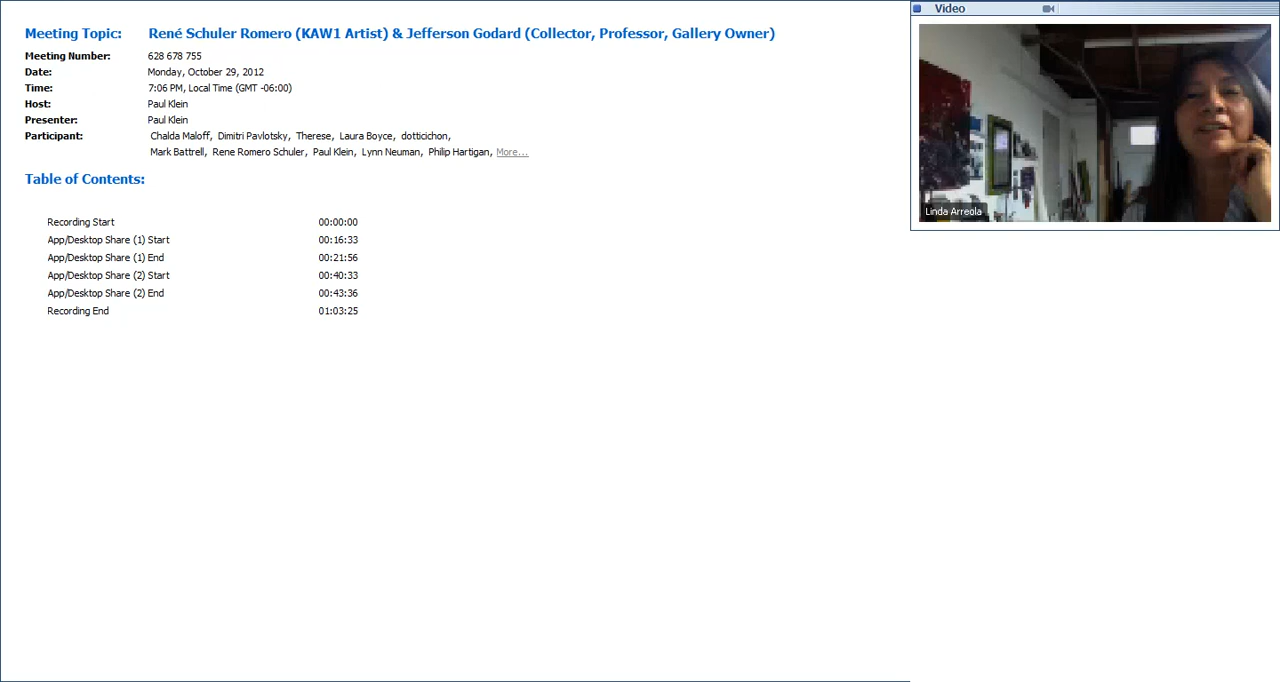 Video
Meeting Topic: René Schuler Romero (KAW1 Artist) & Jefferson Godard (Collector, Professor, Gallery Owner)
Meeting Number: 628 678 755
Date: Monday, October 29, 2012
Time: 7:06 PM, Local Time (GMT -06:00)
Host: Paul Klein
Presenter: Paul Klein
Participant: Chalda Maloff, Dimitri Pavlotsky, Therese, Laura Boyce, dotticichon,
Mark Battrell, Rene Romero Schuler, Paul Klein, Lynn Neuman, Philip Hartigan, More...
Table of Contents:
Linda Arreola
Recording Start 00:00:00
App/Desktop Share (1) Start 00:16:33
App/Desktop Share (1) End 00:21:56
App/Desktop Share (2) Start 00:40:33
App/Desktop Share (2) End 00:43:36
Recording End 01:03:25